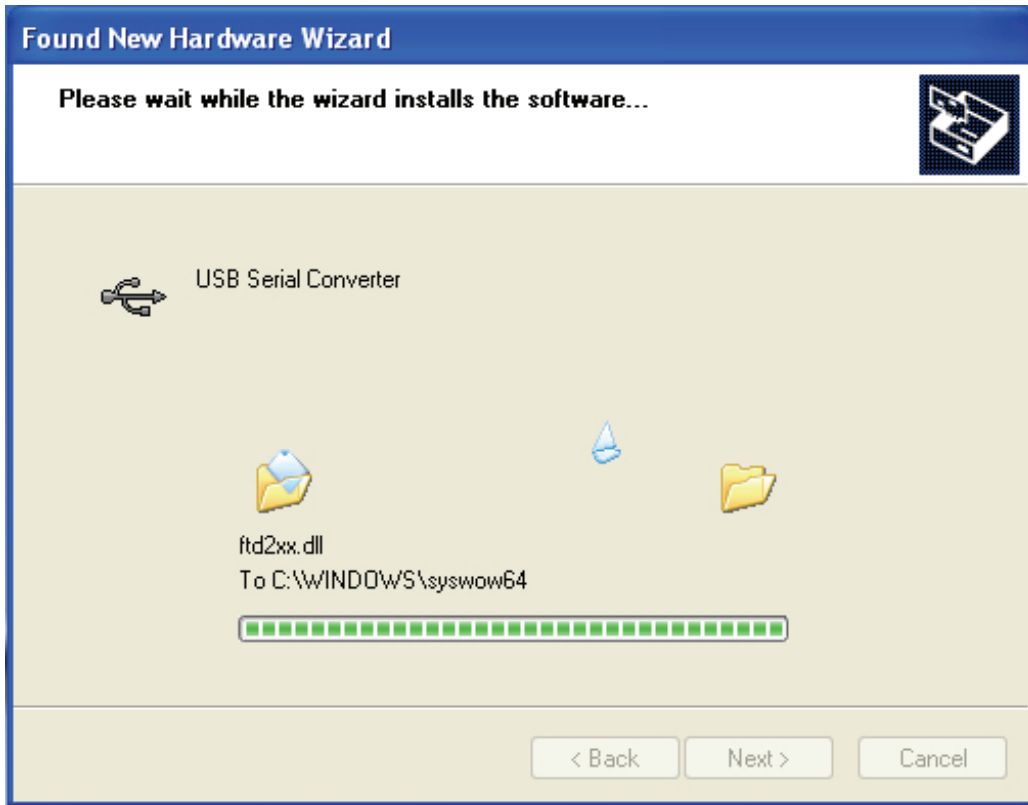 Found New Hardware Wizard
Please wait while the wizard installs the software...
USB Serial Converter
ftd2xx.dll
To C:\WINDOWS\syswow64
< Back
Next >
Cancel